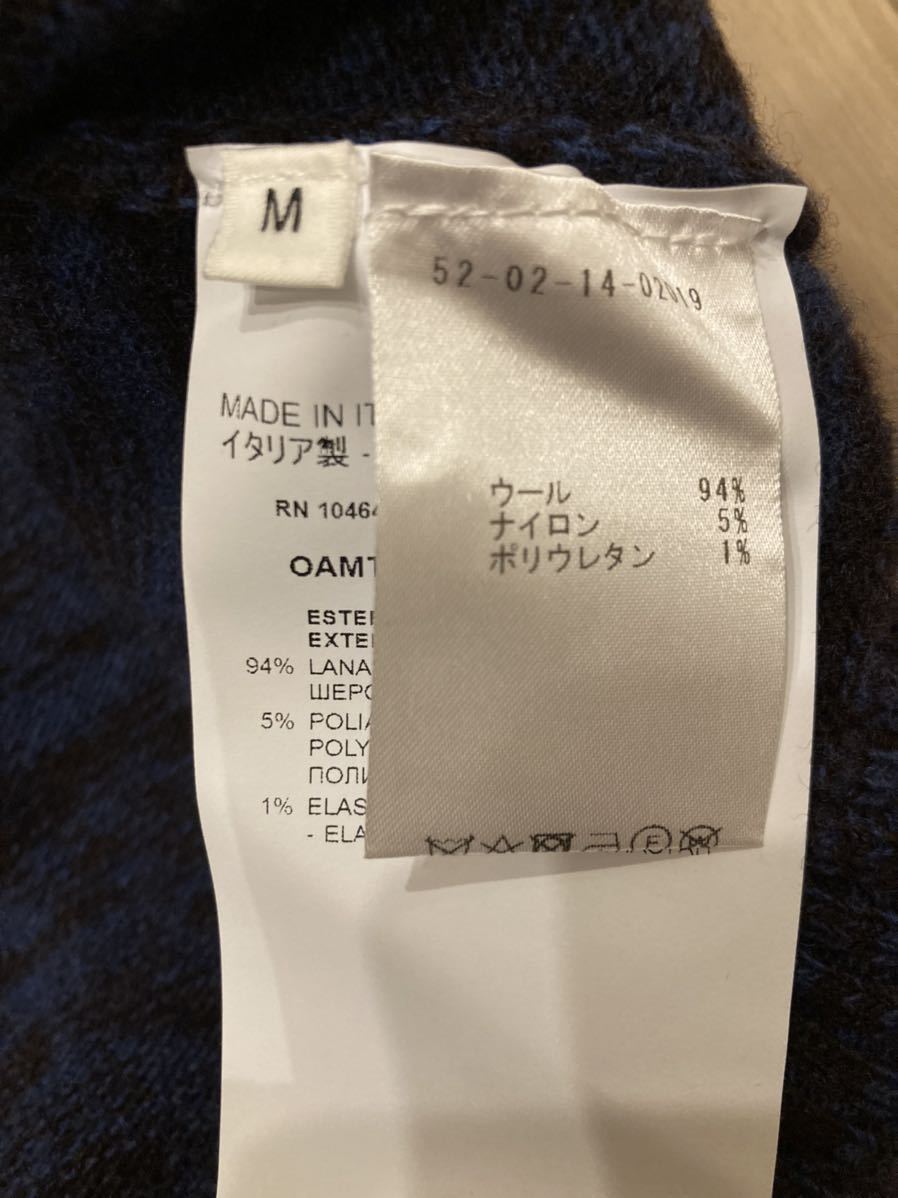 M
52-02-14-02019
MADE IN IT
イタリア製 -
ウール 94%
ナイロン 5%
ポリウレタン 1%
RN 10464
OAMT
ESTE
EXTE
94% LANA
ШЕРС
5% POLIA
POLY
ПОЛИ
1% ELAS
- ELA